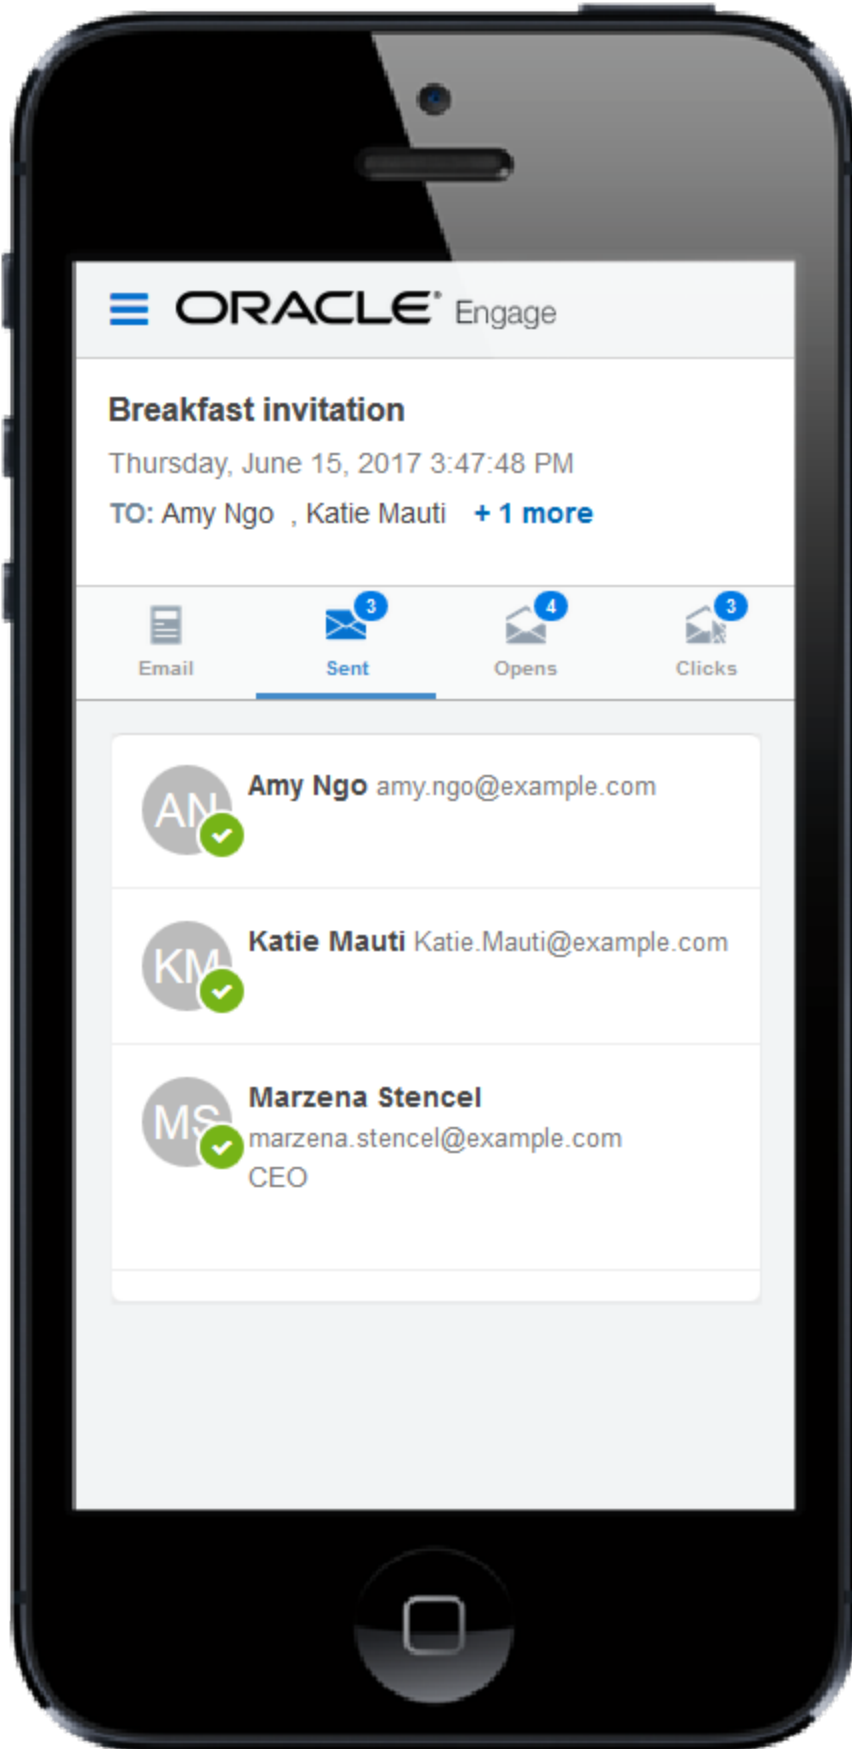 ORACLE® Engage
Breakfast invitation
Thursday, June 15, 2017 3:47:48 PM
TO: Amy Ngo , Katie Mauti + 1 more
3 4 3
Email Sent Opens Clicks
AN Amy Ngo amy.ngo@example.com
KM Katie Mauti Katie.Mauti@example.com
MS Marzena Stencel
marzena.stencel@example.com
CEO